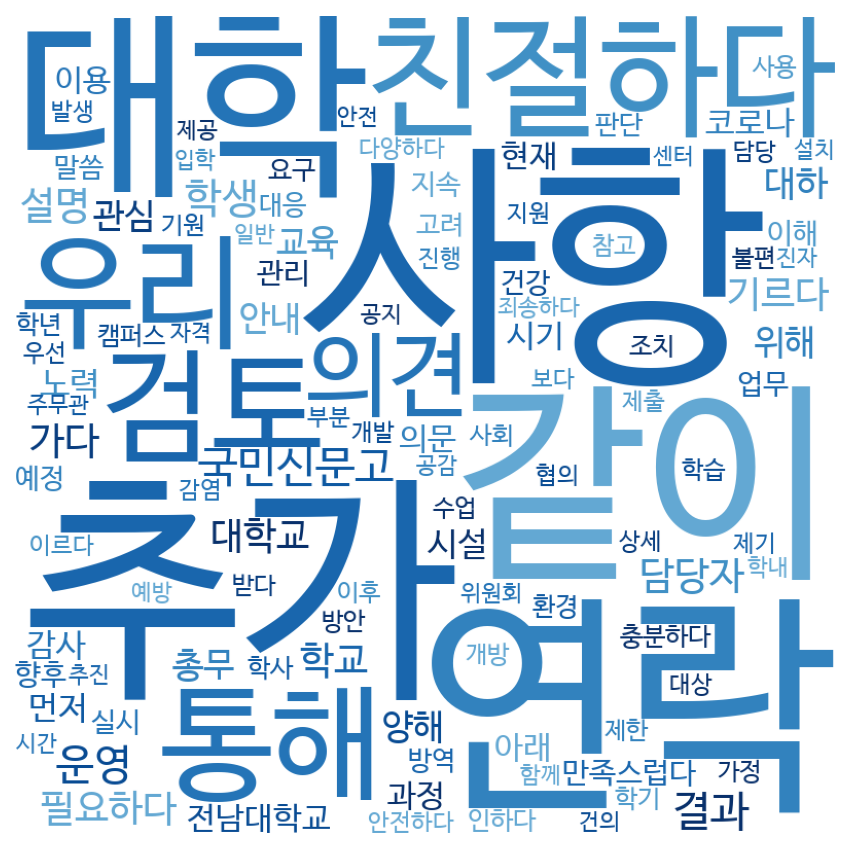 대학
친절하다
사항
추가
같이
연락
우리
검토
의견
통해
이용
발생
제공
안전
사용
말씀
입학
요구
다양하다
판단
코로나
현재
센터
담당
설치
설명
관심
학생
기원
일반
대응
교육
지속
고려
지원
참고
대하
이해
불편
진자
관리
진행
건강
죄송하다
기르다
학년
우선
캠퍼스
자격
안내
공지
시기
조치
위해
노력
주무관
보다
업무
가다
국민신문고
부분
개발
의문
사회
제출
공감
협의
학습
예정
감염
대학교
수업
시설
상세
제기
이르다
예방
받다
이후
방안
위원회
환경
담당자
학내
감사
총무
학사
학교
개방
충분하다
대상
향후
추진
먼저
실시
양해
방역
아래
제한
시간
운영
함께
만족스럽다
가정
필요하다
전남대학교
과정
안전하다
인하다
학기
건의
결과